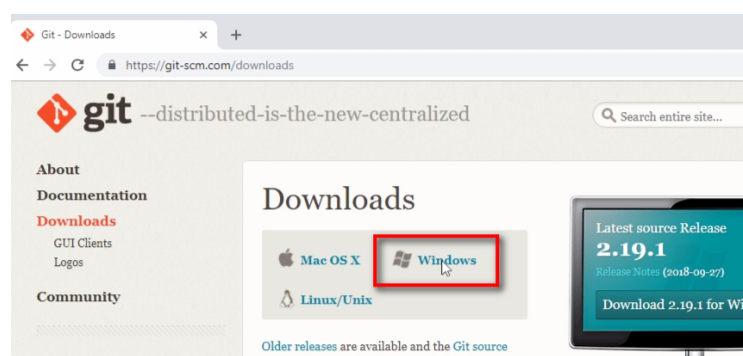 Git - Downloads
https://git-scm.com/downloads
git --distributed-is-the-new-centralized
Search entire site...
About
Documentation
Downloads
GUI Clients
Logos
Community
Downloads
Mac OS X
Windows
Linux/Unix
Older releases are available and the Git source
Latest source Release
2.19.1
Release Notes (2018-09-27)
Download 2.19.1 for Wi